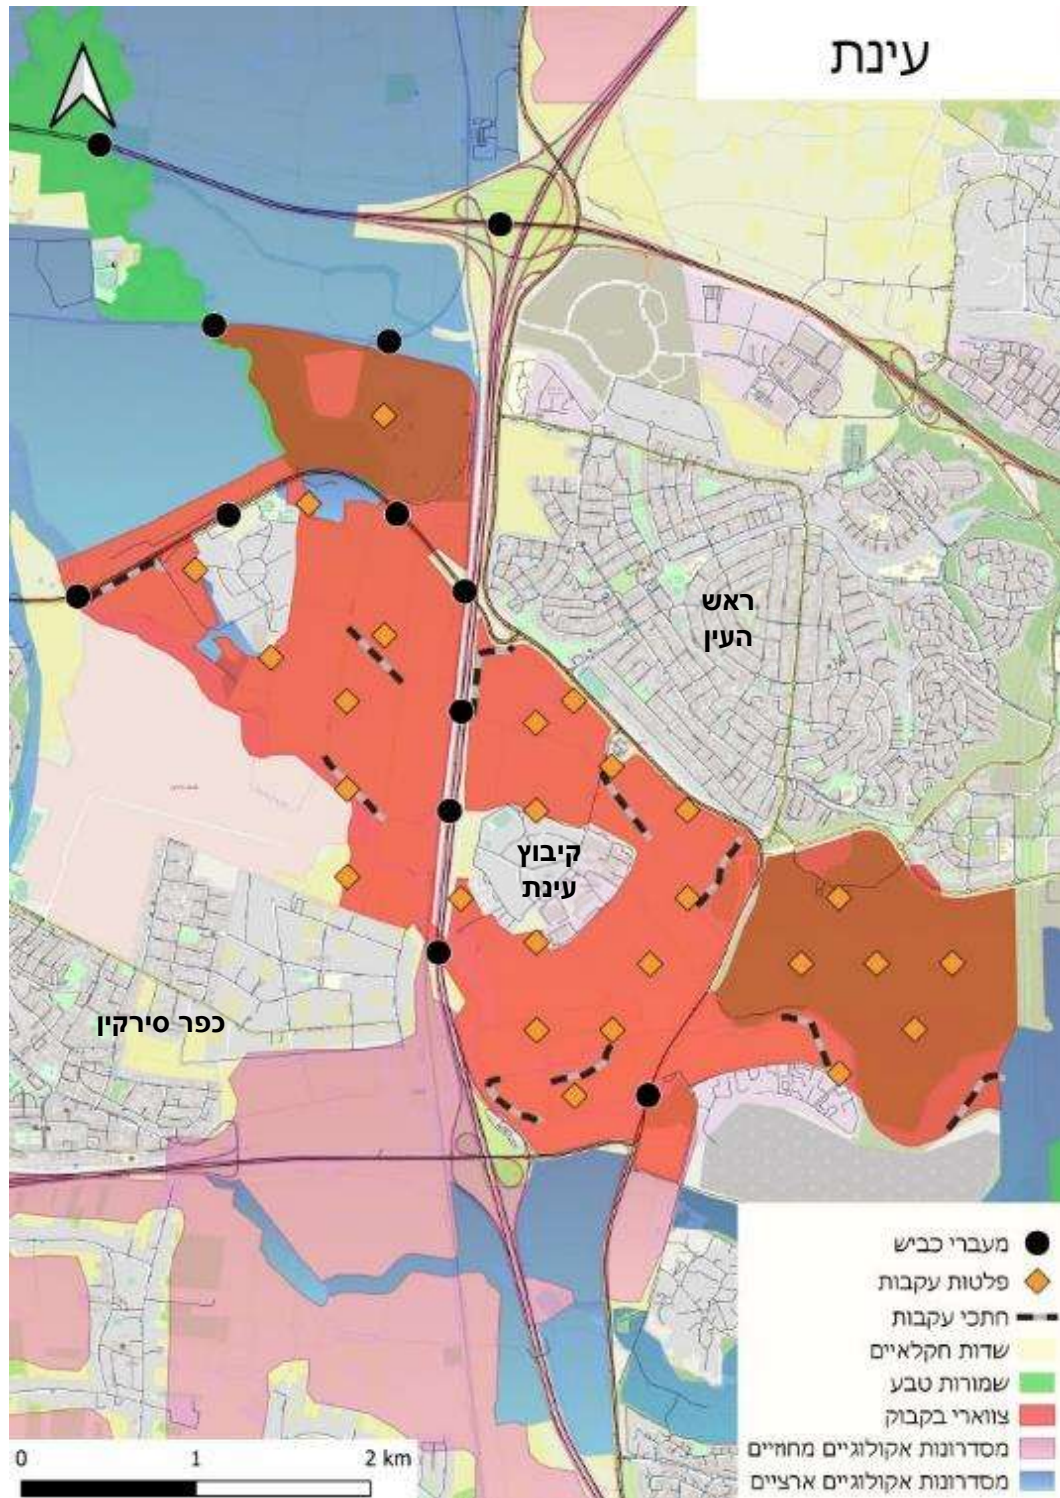 עינת
ראש
העין
קיבוץ
עינת
כפר סירקין
מעברי כביש
פלטות עקבות
חתכי עקבות
שדות חקלאיים
שמורות טבע
צווארי בקבוק
מסדרונות אקולוגיים מחוזיים
מסדרונות אקולוגיים ארציים
0 1 2 km